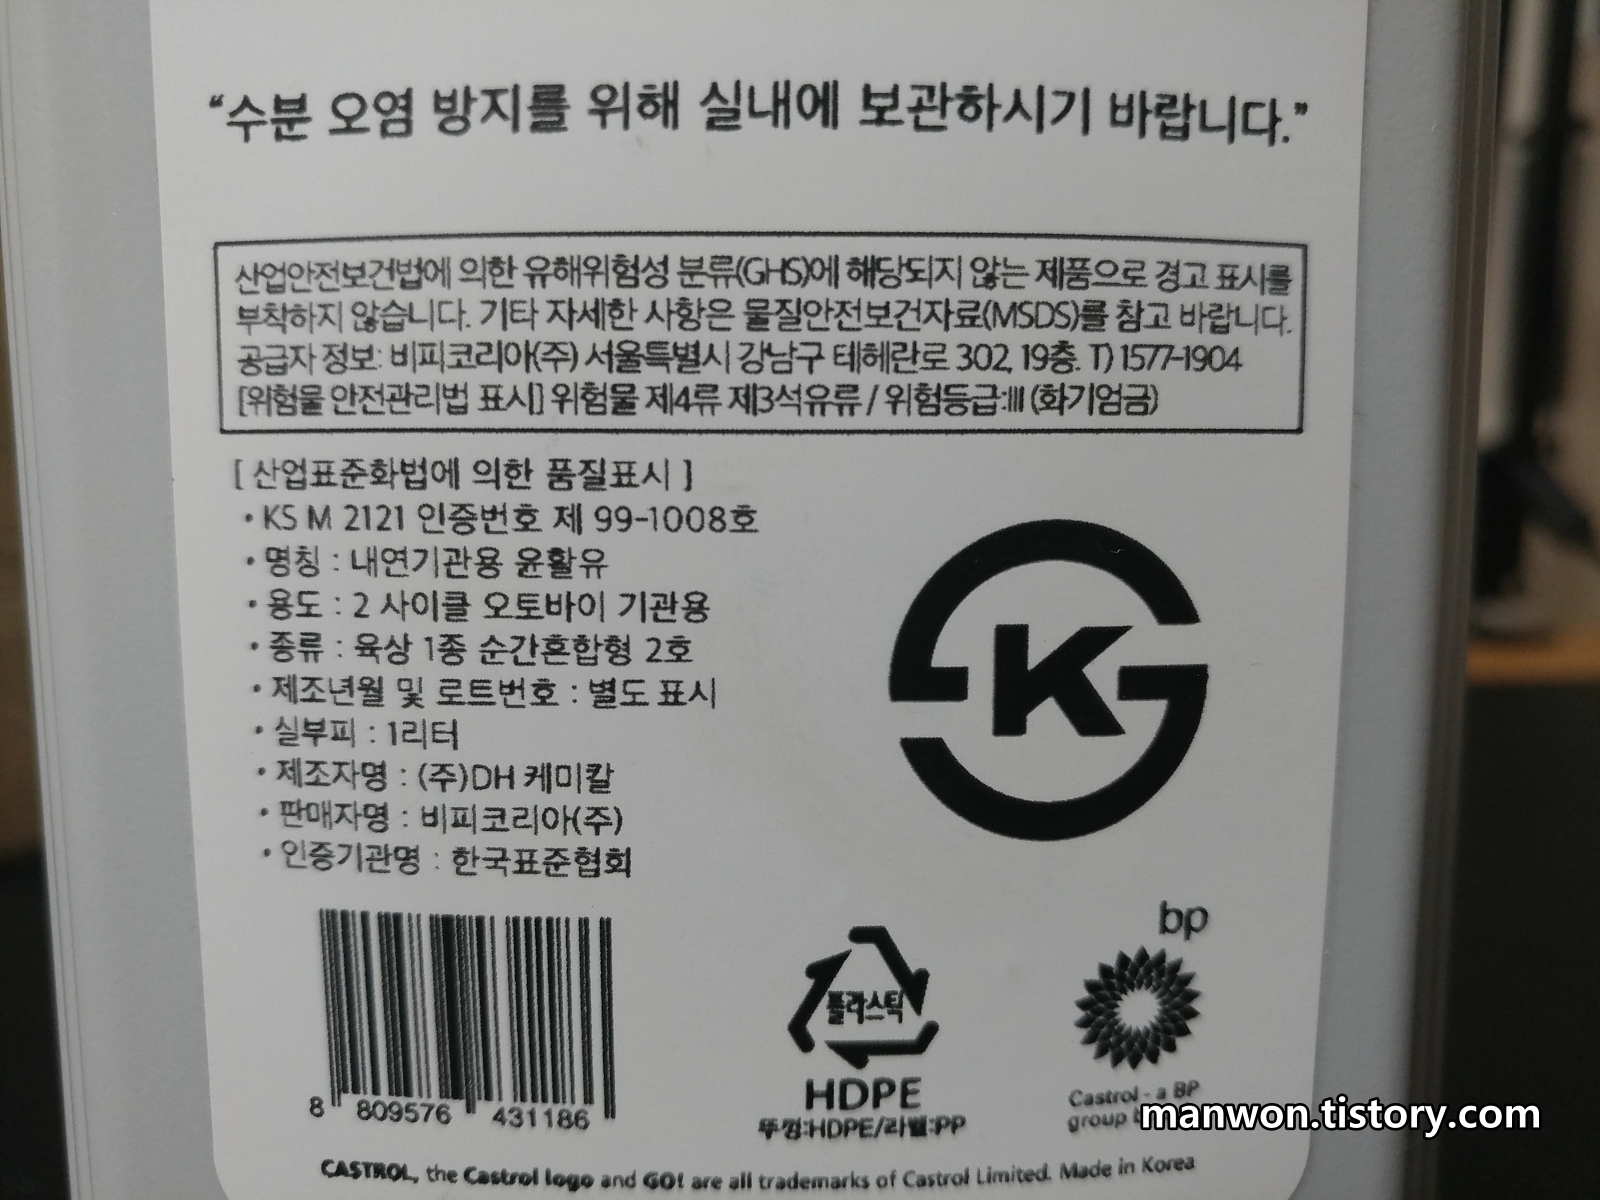 “수분 오염 방지를 위해 실내에 보관하시기 바랍니다.”
산업안전보건법에 의한 유해위험성 분류(GHS)에 해당되지 않는 제품으로 경고 표시를
부착하지 않습니다. 기타 자세한 사항은 물질안전보건자료(MSDS)를 참고 바랍니다.
공급자 정보: 비피코리아(주) 서울특별시 강남구 테헤란로 302, 19층. T) 1577-1904
[위험물 안전관리법 표시] 위험물 제4류 제3석유류 / 위험등급:III (화기엄금)
[ 산업표준화법에 의한 품질표시 ]
• KS M 2121 인증번호 제 99-1008호
• 명칭 : 내연기관용 윤활유
• 용도 : 2 사이클 오토바이 기관용
• 종류 : 육상 1종 순간혼합형 2호
• 제조년월 및 로트번호 : 별도 표시
• 실부피 : 1리터
• 제조자명 : (주)DH 케미칼
• 판매자명 : 비피코리아(주)
• 인증기관명 : 한국표준협회
K
bp
플라스틱
HDPE
뚜껑:HDPE/라벨:PP
8 809576 431186
Castrol - a BP
group
manwon.tistory.com
CASTROL, the Castrol logo and GO! are all trademarks of Castrol Limited. Made in Korea